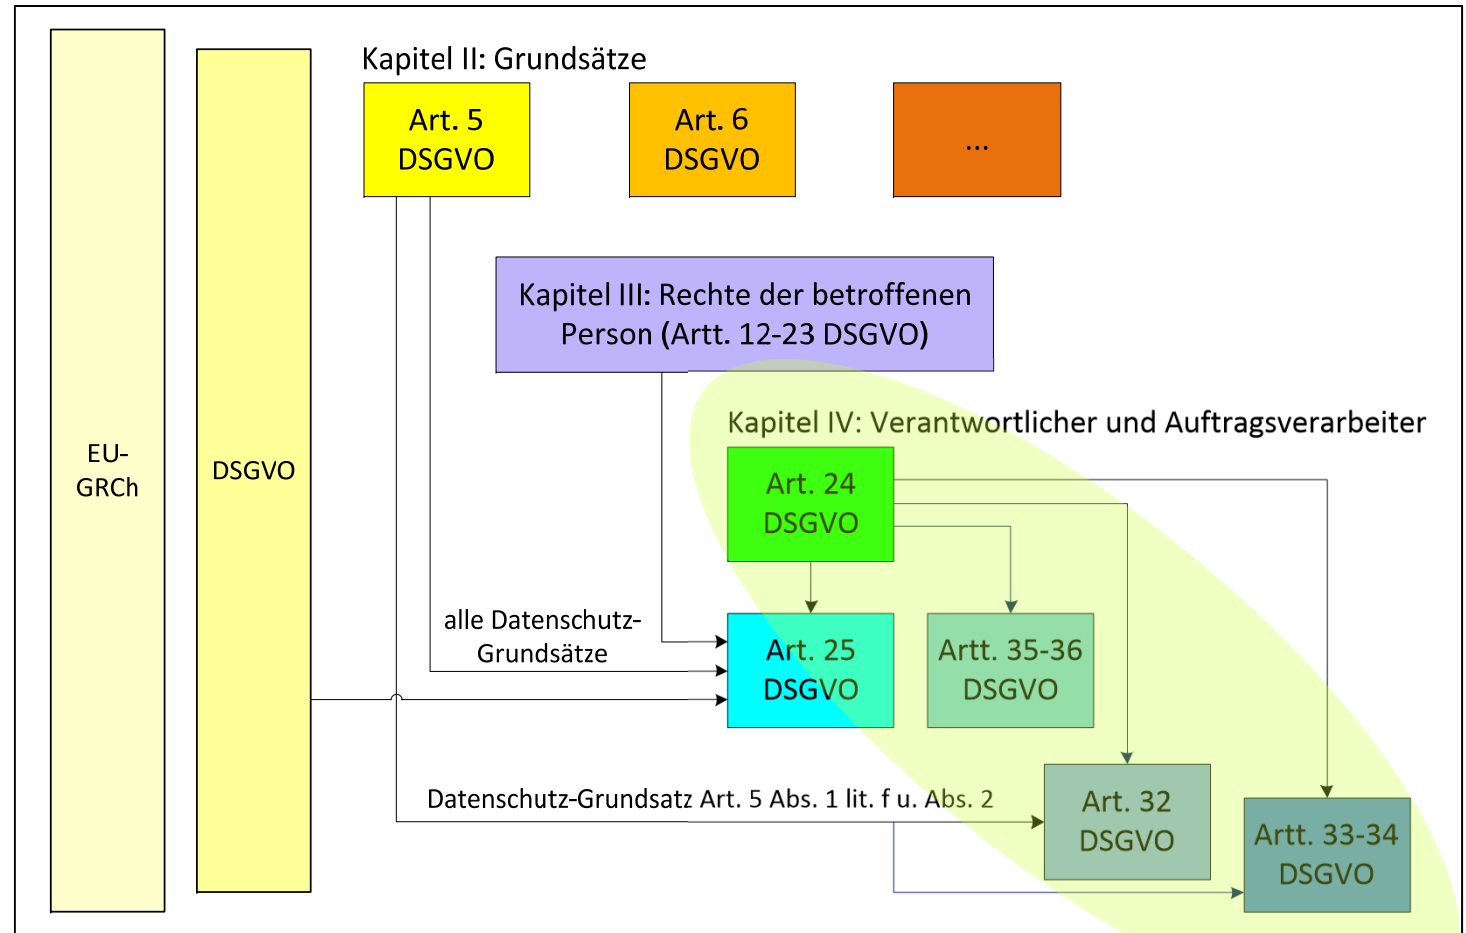 Kapitel II: Grundsätze
Art. 5
DSGVO
Art. 6
DSGVO
...
Kapitel III: Rechte der betroffenen
Person (Artt. 12-23 DSGVO)
EU-
GRCh
DSGVO
Kapitel IV: Verantwortlicher und Auftragsverarbeiter
Art. 24
DSGVO
alle Datenschutz-
Grundsätze
Art. 25
DSGVO
Artt. 35-36
DSGVO
Datenschutz-Grundsatz Art. 5 Abs. 1 lit. f u. Abs. 2
Art. 32
DSGVO
Artt. 33-34
DSGVO